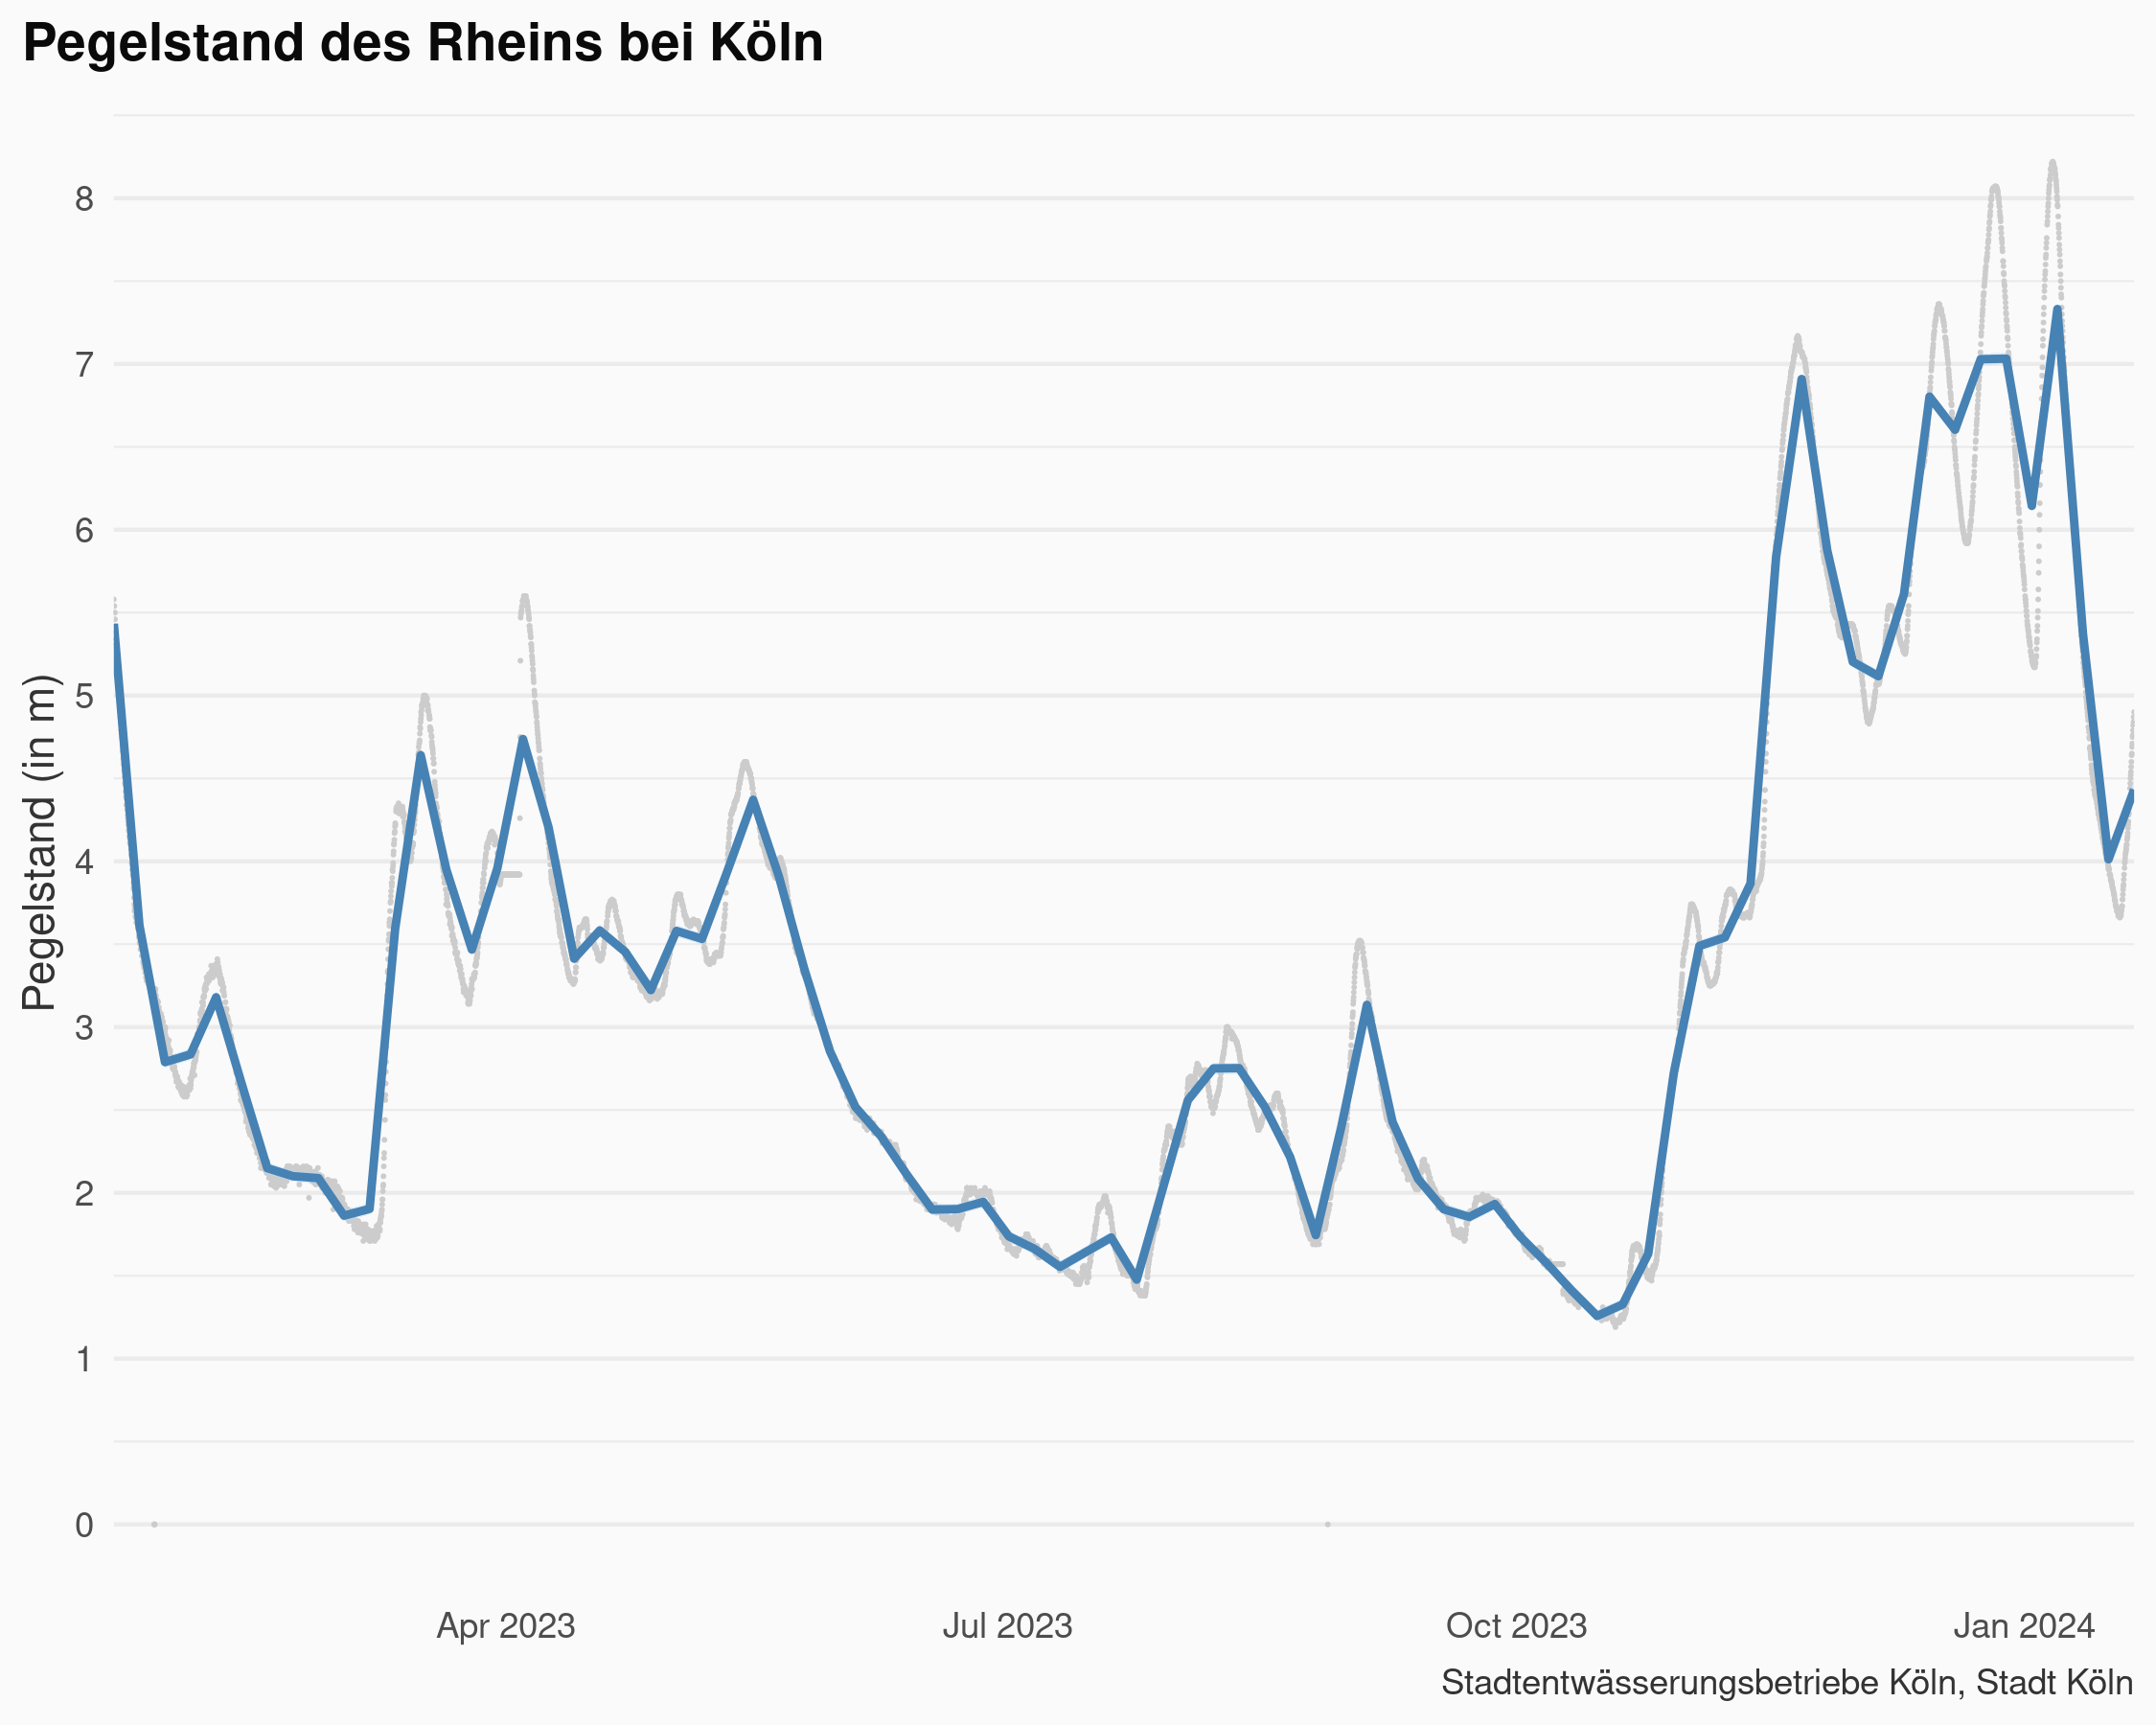 Pegelstand des Rheins bei Köln
Pegelstand (in m)
8
7
6
5
4
3
2
1
0
Apr 2023
Jul 2023
Oct 2023
Jan 2024
Stadtentwässerungsbetriebe Köln, Stadt Köln